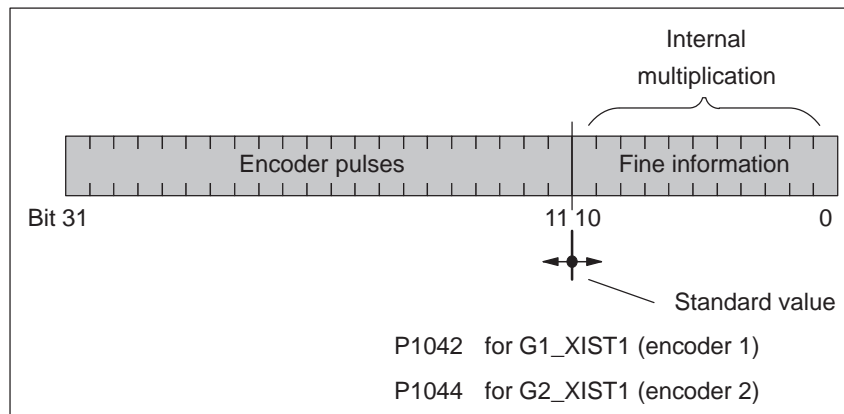 Internal
multiplication
Encoder pulses Fine information
Bit 31 11 10 0
Standard value
P1042 for G1_XIST1 (encoder 1)
P1044 for G2_XIST1 (encoder 2)